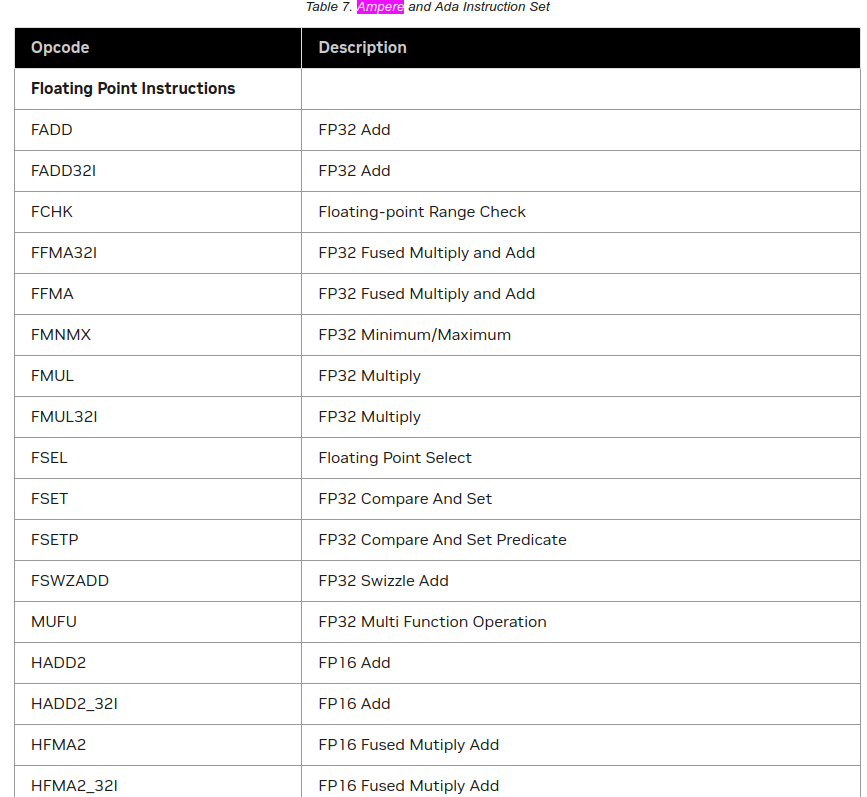 Table 7. Ampere and Ada Instruction Set
Opcode Description
Floating Point Instructions
FADD FP32 Add
FADD32I FP32 Add
FCHK Floating-point Range Check
FFMA32I FP32 Fused Multiply and Add
FFMA FP32 Fused Multiply and Add
FMNMX FP32 Minimum/Maximum
FMUL FP32 Multiply
FMUL32I FP32 Multiply
FSEL Floating Point Select
FSET FP32 Compare And Set
FSETP FP32 Compare And Set Predicate
FSWZADD FP32 Swizzle Add
MUFU FP32 Multi Function Operation
HADD2 FP16 Add
HADD2_32I FP16 Add
HFMA2 FP16 Fused Mutiply Add
HFMA2_32I FP16 Fused Mutiply Add